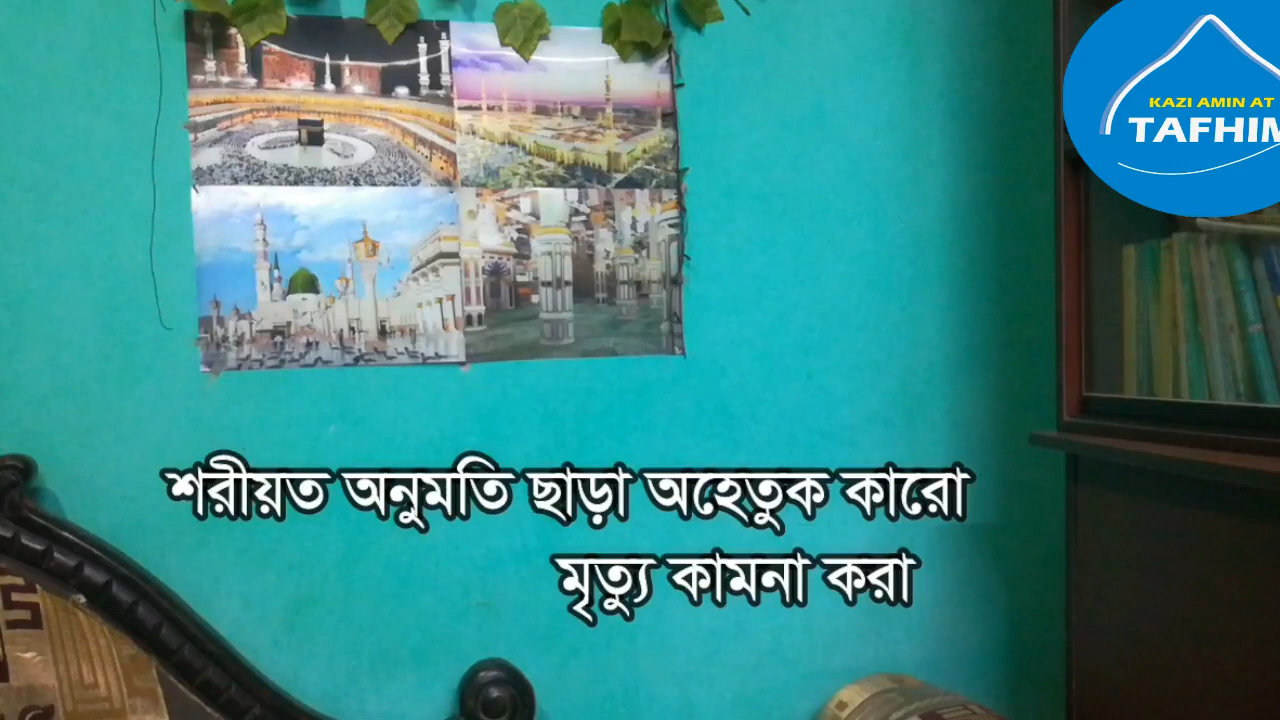 KAZI AMIN AT
TAFHIM
শরীয়ত অনুমতি ছাড়া অহেতুক কারো
মৃত্যু কামনা করা